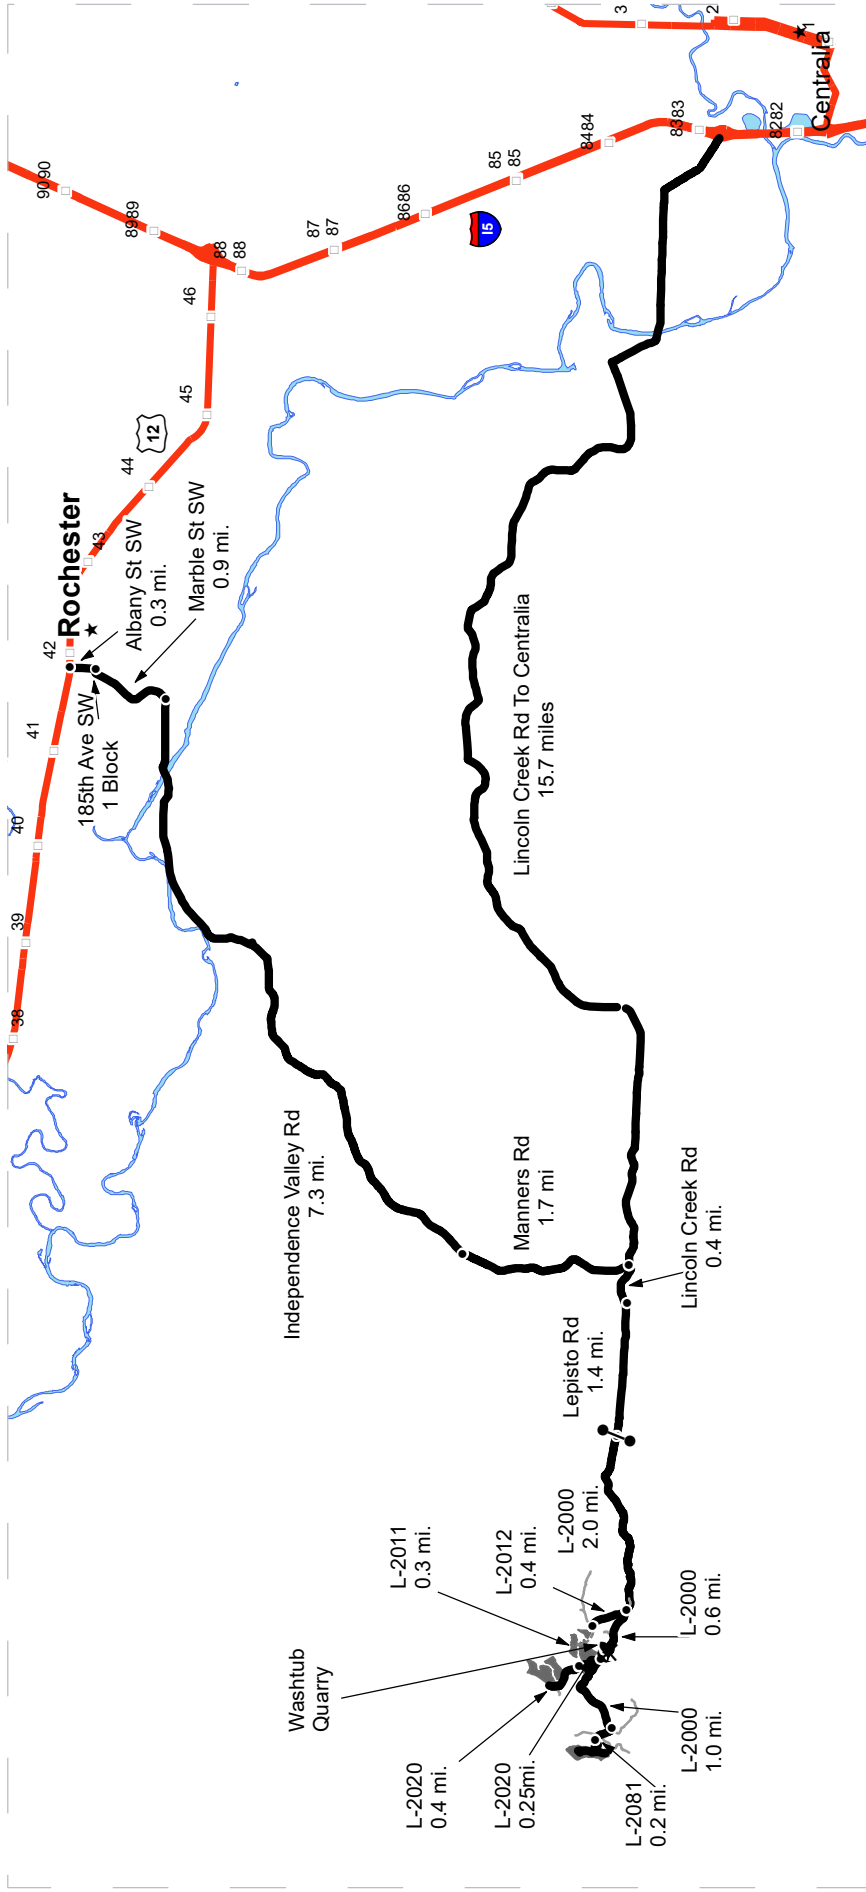 38
39
40
41
42
43
44
45
46
12
88
88
8989
9090
87
87
8686
85
85
8484
8383
8282
I5
3
2
1
Rochester
Centralia
Albany St SW
0.3 mi.
Marble St SW
0.9 mi.
185th Ave SW
1 Block
Independence Valley Rd
7.3 mi.
Manners Rd
1.7 mi
Lincoln Creek Rd To Centralia
15.7 miles
Lincoln Creek Rd
0.4 mi.
Lepisto Rd
1.4 mi.
L-2000
2.0 mi.
L-2012
0.4 mi.
L-2011
0.3 mi.
L-2000
0.6 mi.
Washtub
Quarry
L-2020
0.4 mi.
L-2020
0.25mi.
L-2000
1.0 mi.
L-2081
0.2 mi.